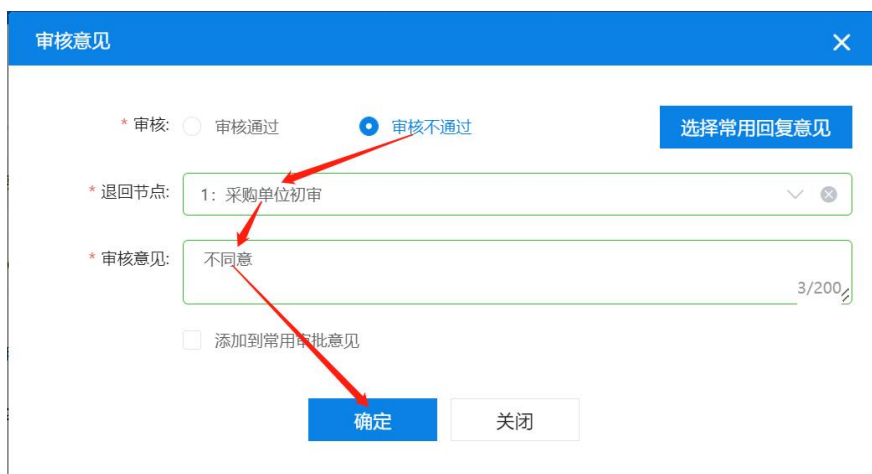 审核意见
* 审核: 审核通过 审核不通过 选择常用回复意见
* 退回节点: 1: 采购单位初审
* 审核意见: 不同意
3/200
添加到常用审批意见
确定 关闭